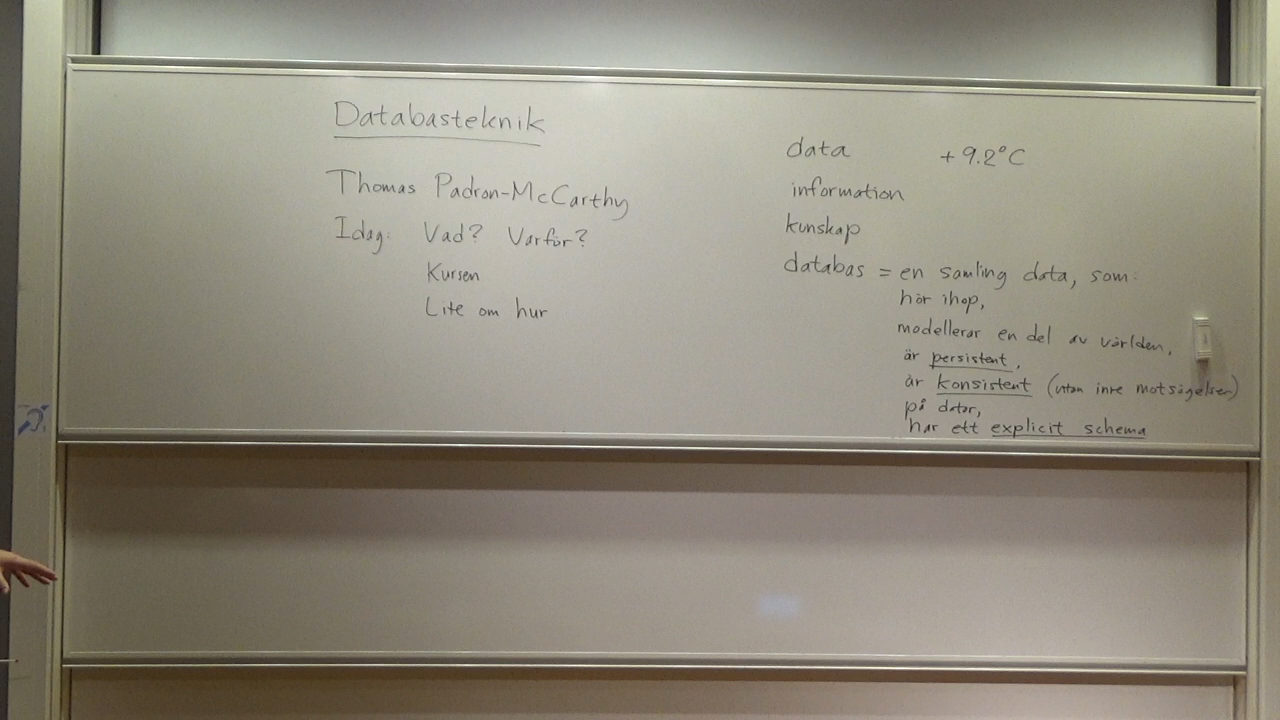 Databasteknik
Thomas Padron-McCarthy
Idag: Vad? Varför?
Kursen
Lite om hur
data +9.2°C
information
kunskap
databas = en samling data, som:
hör ihop,
modellerar en del av världen,
är persistent,
är konsistent (utan inre motsägelser)
på dator,
har ett explicit schema